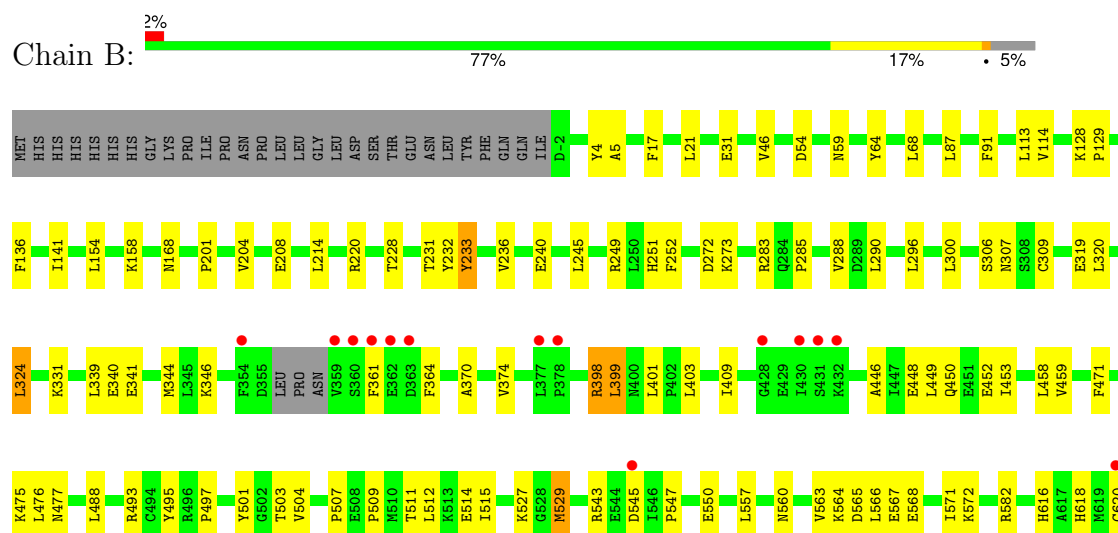 2%
Chain B:
77% 17% • 5%
MET HIS HIS HIS HIS HIS HIS GLY LYS PRO ILE PRO ASN PRO LEU LEU GLY LEU ASP SER THR GLU ASN LEU TYR PHE GLN GLN ILE D-2 Y4 A5 F17 L21 E31 V46 D54 N59 Y64 L68 L87 F91 L113 V114 K128 P129
F136 I141 L154 K158 N168 P201 V204 E208 L214 R220 T228 T231 Y232 Y233 V236 E240 L245 R249 L250 H251 F252 D272 K273 R283 Q284 P285 V288 D289 L290 L296 L300 S306 N307 S308 C309 E319 L320
L324 K331 L339 E340 E341 M344 L345 K346 F354 D355 LEU PRO ASN V359 S360 F361 E362 D363 F364 A370 V374 L377 P378 R398 L399 N400 L401 P402 L403 I409 G428 E429 I430 S431 K432 A446 I447 E448 L449 Q450 E451 E452 I453 L458 V459 F471
K475 L476 N477 L488 R493 C494 Y495 R496 P497 Y501 G502 T503 V504 P507 E508 P509 M510 T511 L512 K513 E514 I515 K527 G528 M529 R543 E544 D545 I546 P547 E550 L557 N560 V563 K564 D565 L566 E567 E568 I571 K572 R582 H616 A617 H618 M619